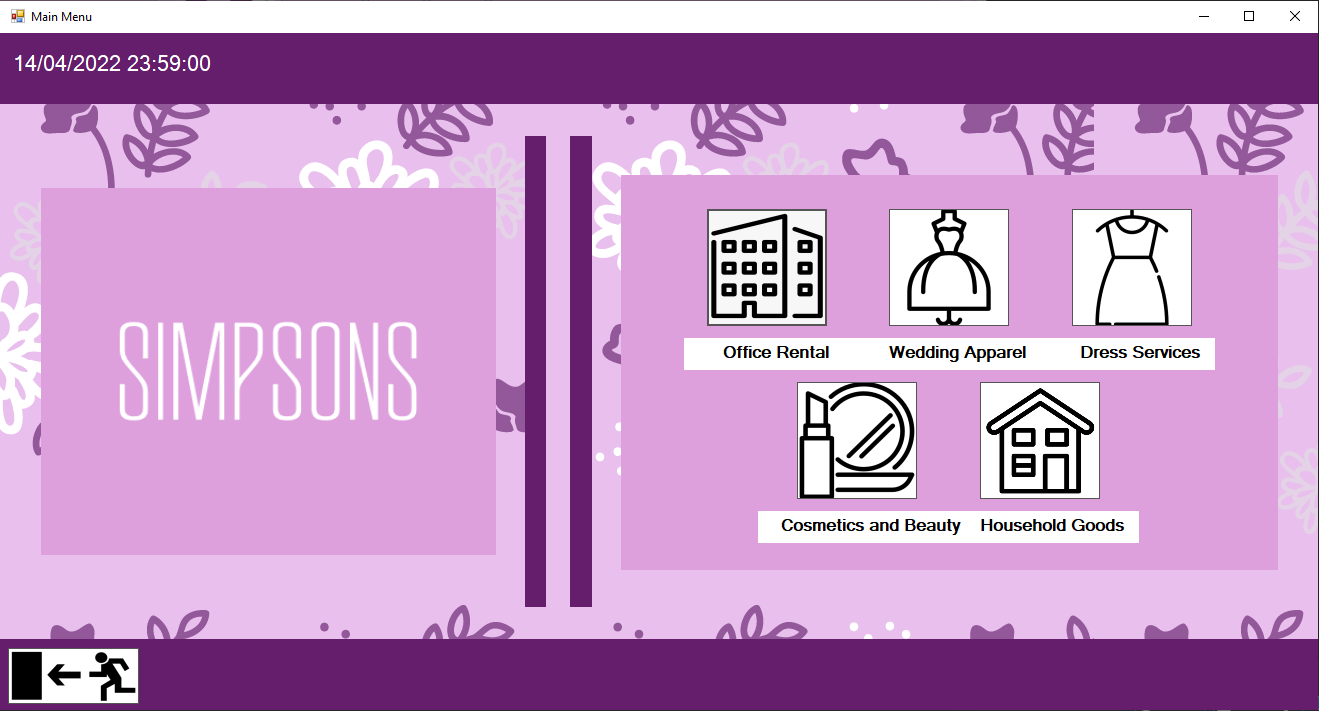 Main Menu
14/04/2022 23:59:00
SIMPSONS
Office Rental Wedding Apparel Dress Services
Cosmetics and Beauty Household Goods